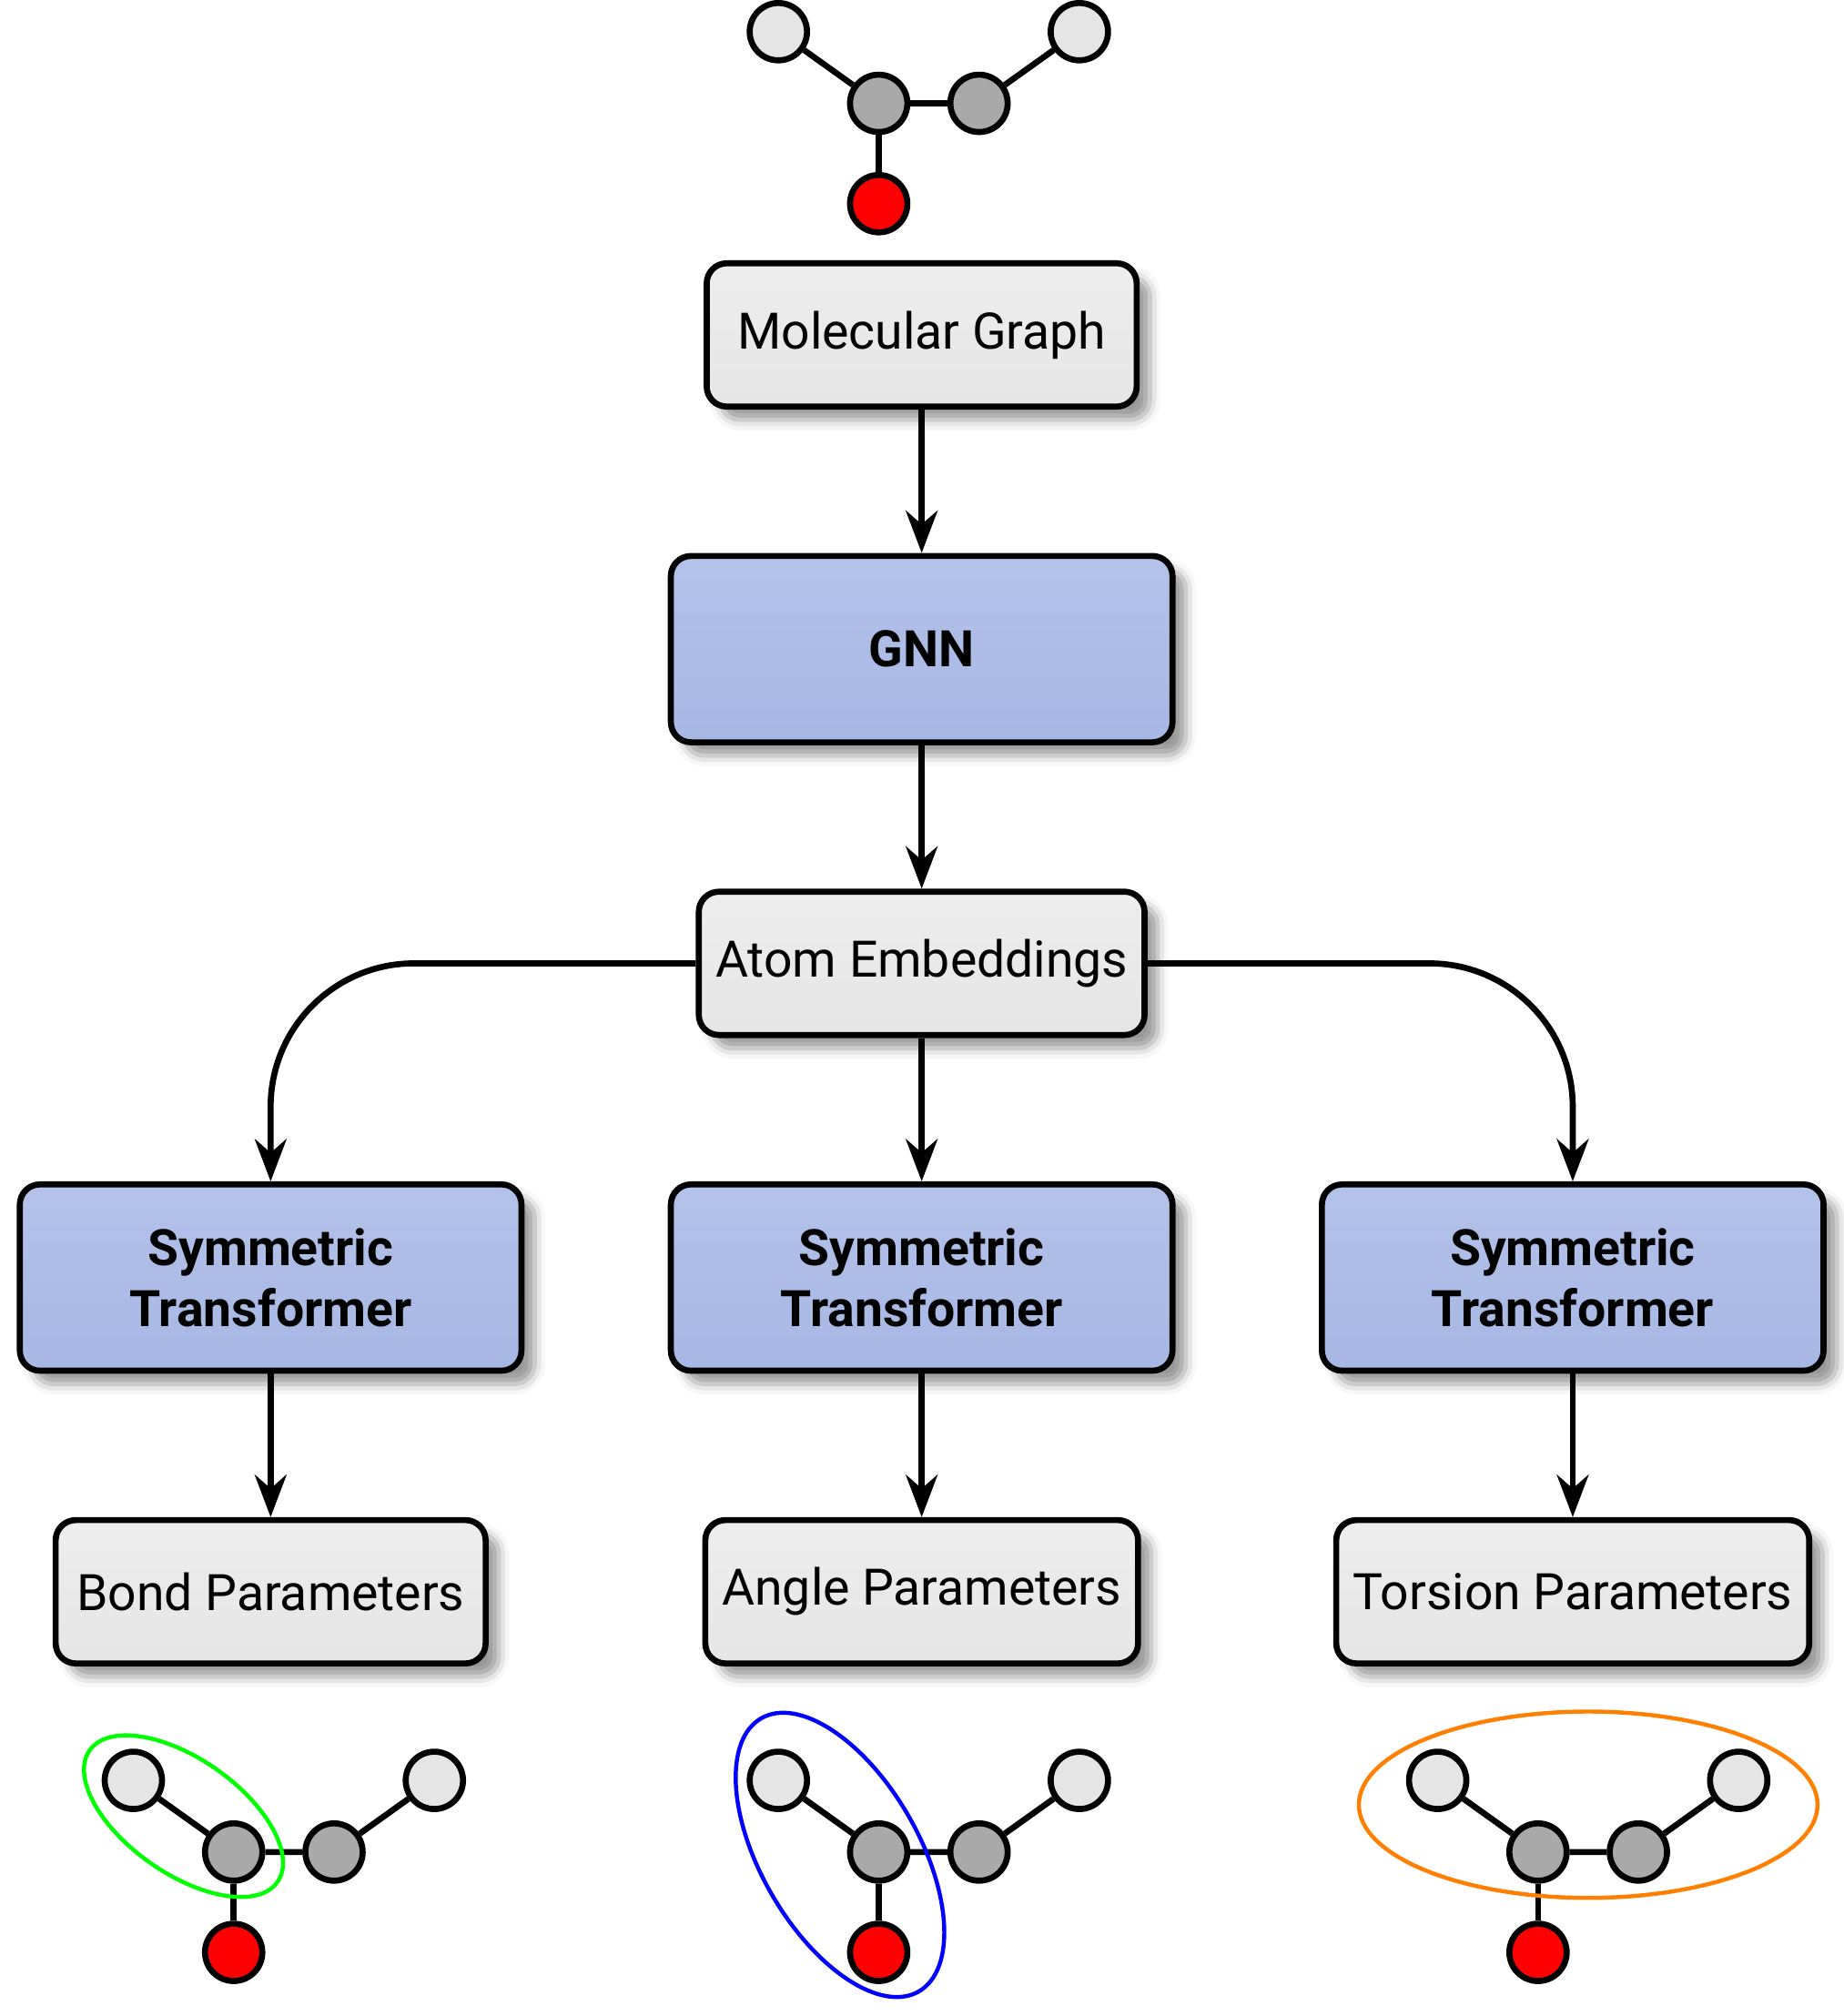 Molecular Graph
GNN
Atom Embeddings
Symmetric
Transformer
Symmetric
Transformer
Symmetric
Transformer
Bond Parameters
Angle Parameters
Torsion Parameters